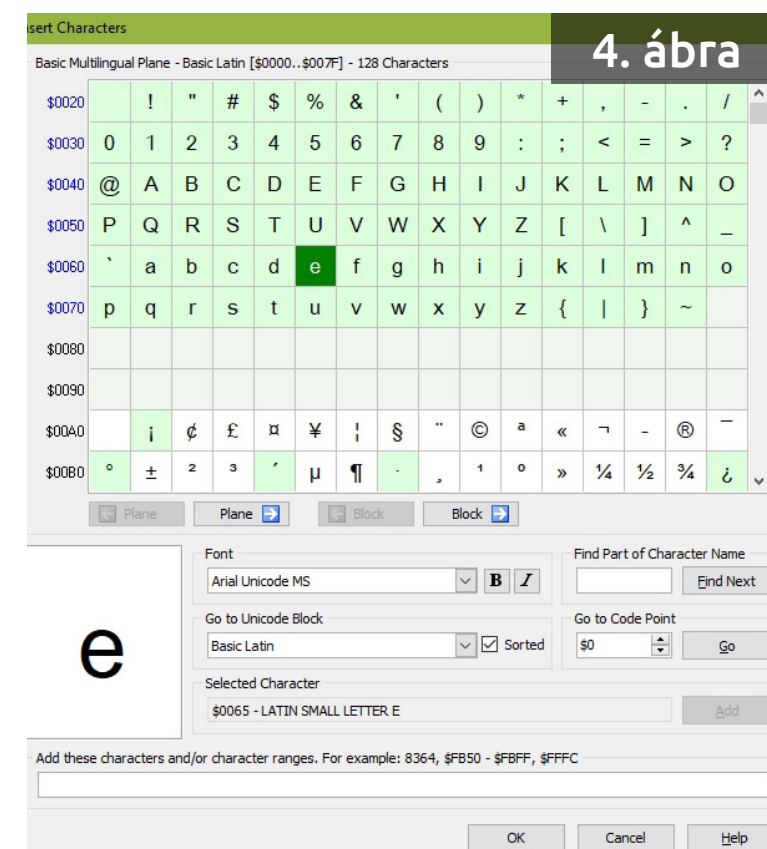 nsert Characters
4. ábra
Basic Multilingual Plane - Basic Latin [$0000..$007F] - 128 Characters
$0020 ! " # $ % & ' ( ) * + , - . /
$0030 0 1 2 3 4 5 6 7 8 9 : ; < = > ?
$0040 @ A B C D E F G H I J K L M N O
$0050 P Q R S T U V W X Y Z [ \ ] ^ _
$0060 ` a b c d e f g h i j k l m n o
$0070 p q r s t u v w x y z { | } ~
$0080
$0090
$00A0 ¡ ¢ £ ¤ ¥ ¦ § ¨ © ª « ¬ - ® ¯
$00B0 ° ± ² ³ ´ µ ¶ · ¸ ¹ º » ¼ ½ ¾ ¿
Plane Plane Block Block
Font Find Part of Character Name
Arial Unicode MS B I Find Next
Go to Unicode Block Go to Code Point
Basic Latin Sorted $0 Go
e
Selected Character
$0065 - LATIN SMALL LETTER E Add
Add these characters and/or character ranges. For example: 8364, $FB50 - $FBFF, $FFFC
OK Cancel Help